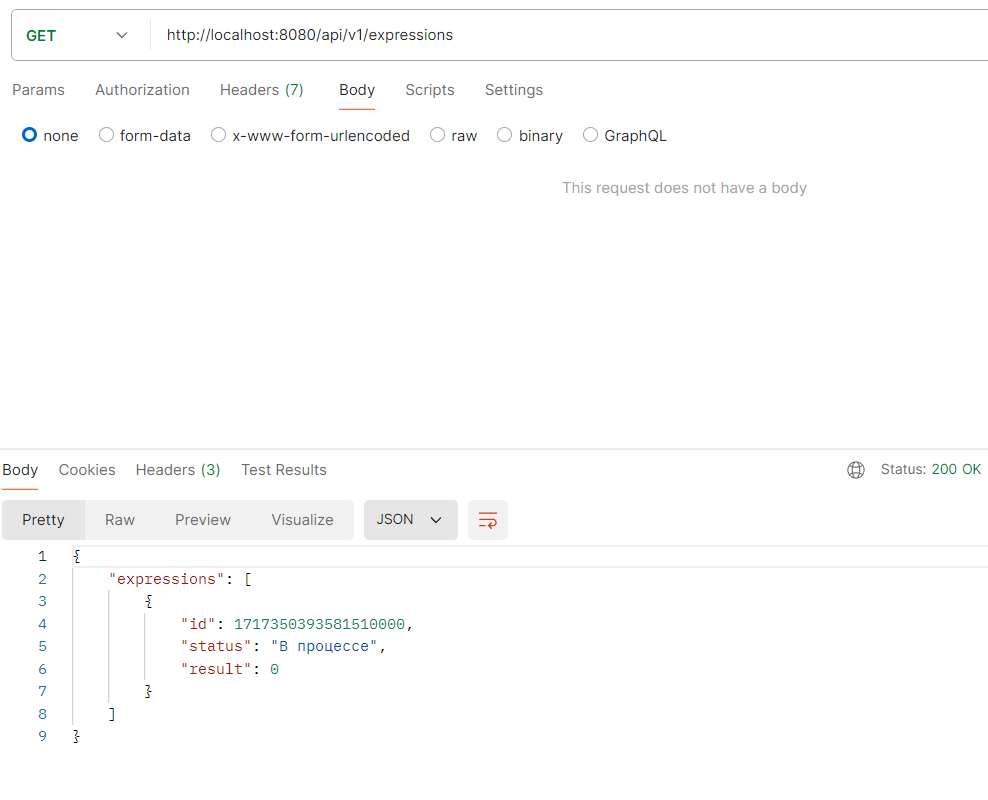 GET http://localhost:8080/api/v1/expressions
Params Authorization Headers (7) Body Scripts Settings
none form-data x-www-form-urlencoded raw binary GraphQL
This request does not have a body
Body Cookies Headers (3) Test Results Status: 200 OK
Pretty Raw Preview Visualize JSON
1 {
2 "expressions": [
3 {
4 "id": 1717350393581510000,
5 "status": "В процессе",
6 "result": 0
7 }
8 ]
9 }